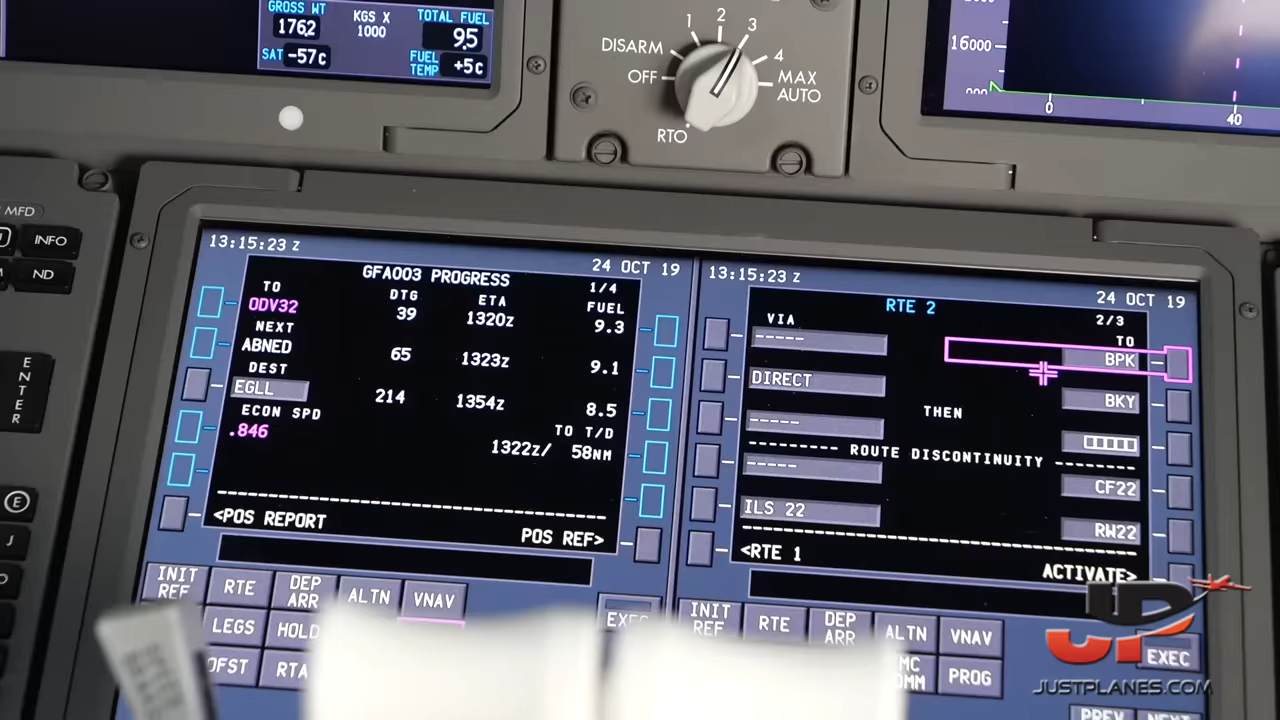 GROSS WT
176.2
KGS X
1000
TOTAL FUEL
9.5
SAT -57c
FUEL
TEMP +5c
DISARM
OFF
RTO
1
2
3
4
MAX
AUTO
16000
0
40
MFD
INFO
ND
ENTER
E
J
13:15:23 z
24 OCT 19
GFA003 PROGRESS
1/4
TO
DTG
ETA
FUEL
ODV32
39
1320z
9.3
NEXT
ABNED
65
1323z
9.1
DEST
EGLL
214
1354z
8.5
ECON SPD
TO T/D
.846
1322z/ 58NM
<POS REPORT
POS REF>
INIT
REF
RTE
DEP
ARR
ALTN
VNAV
LEGS
HOLD
RTA
13:15:23 z
24 OCT 19
RTE 2
2/3
VIA
TO
-----
BPK
DIRECT
BKY
THEN
-----
□□□□□
--------- ROUTE DISCONTINUITY --------
-----
CF22
ILS 22
RW22
<RTE 1
ACTIVATE>
INIT
REF
RTE
DEP
ARR
ALTN
VNAV
PROG
EXEC
JP
JUSTPLANES.COM